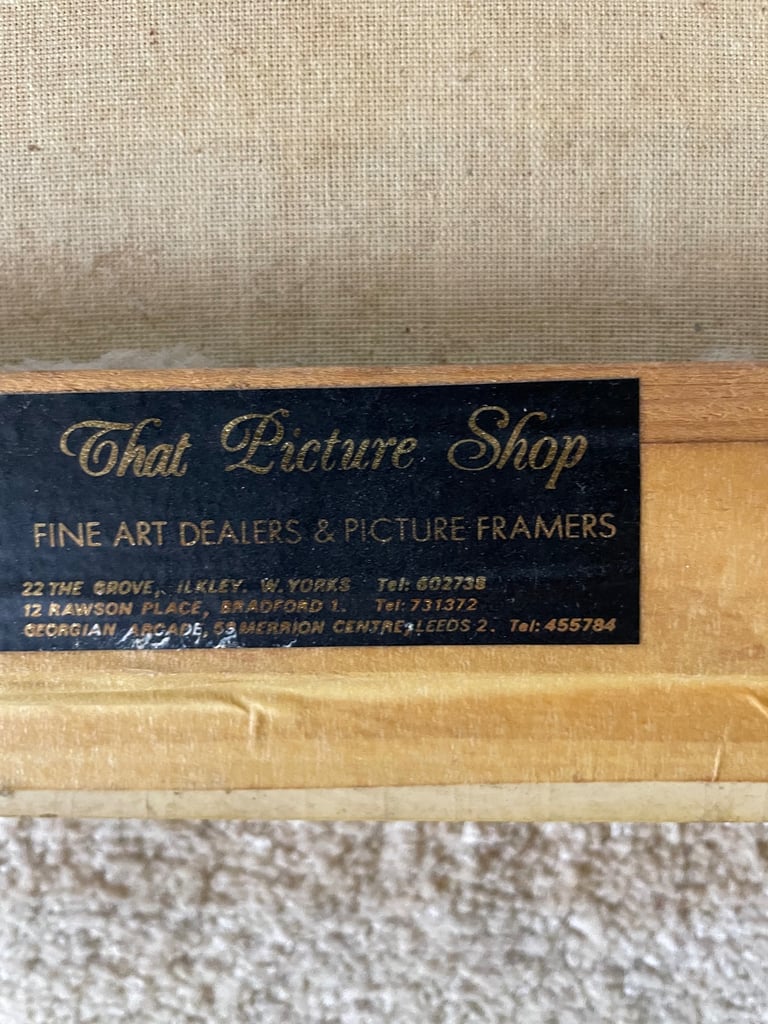 That Picture Shop
FINE ART DEALERS & PICTURE FRAMERS
22 THE GROVE, ILKLEY. W. YORKS Tel: 602738
12 RAWSON PLACE, BRADFORD 1. Tel: 731372
GEORGIAN ARCADE, MERRION CENTRE, LEEDS 2. Tel: 455784